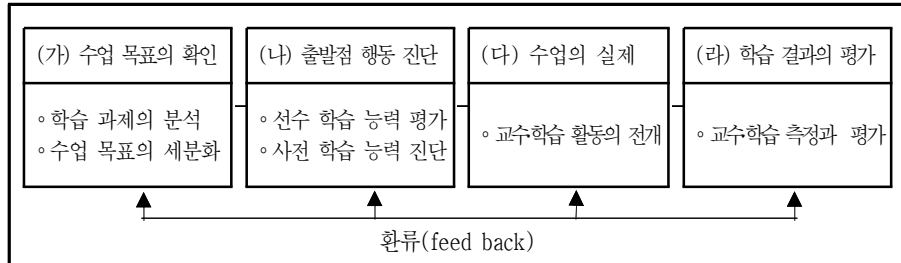 (가) 수업 목표의 확인
◦학습 과제의 분석
◦수업 목표의 세분화
(나) 출발점 행동 진단
◦선수 학습 능력 평가
◦사전 학습 능력 진단
(다) 수업의 실제
◦교수·학습 활동의 전개
(라) 학습 결과의 평가
◦교수·학습 측정과 평가
환류(feed back)